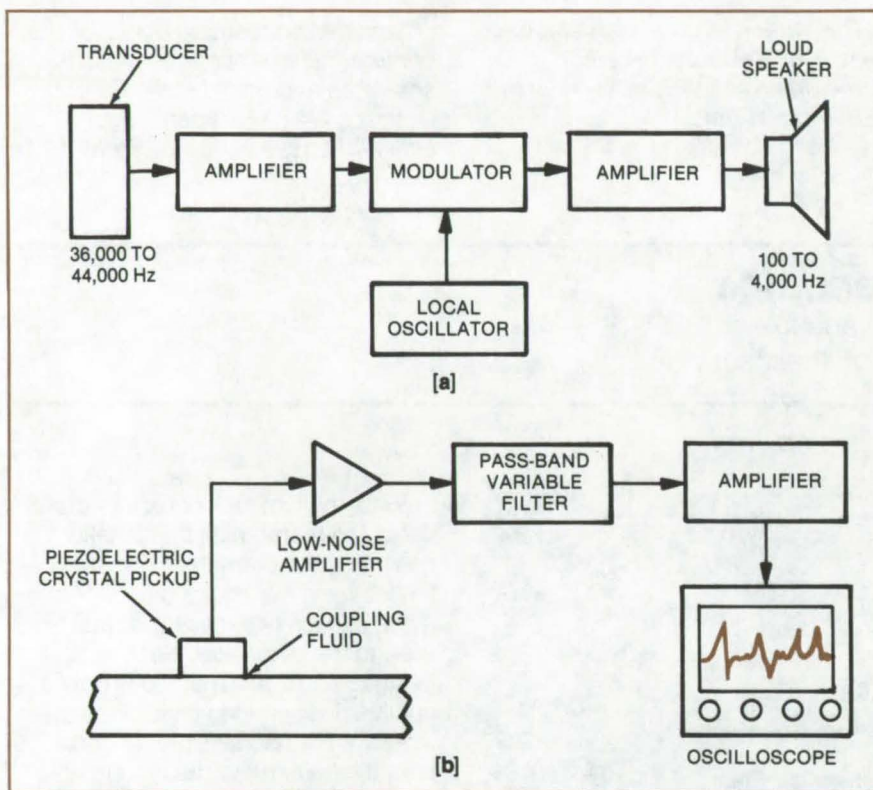 TRANSDUCER
LOUD
SPEAKER
AMPLIFIER
MODULATOR
AMPLIFIER
36,000 TO
44,000 Hz
100 TO
4,000 Hz
LOCAL
OSCILLATOR
[a]
PASS-BAND
VARIABLE
FILTER
AMPLIFIER
LOW-NOISE
AMPLIFIER
PIEZOELECTRIC
CRYSTAL PICKUP
COUPLING
FLUID
OSCILLOSCOPE
[b]